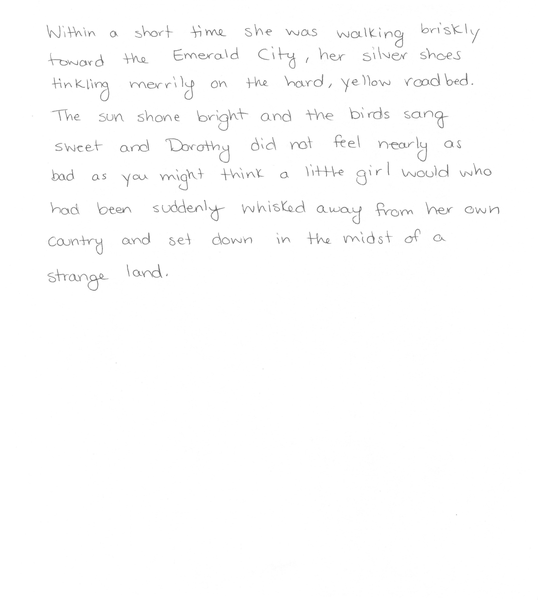 Within a short time she was walking briskly
toward the Emerald City, her silver shoes
tinkling merrily on the hard, yellow roadbed.
The sun shone bright and the birds sang
sweet and Dorothy did not feel nearly as
bad as you might think a little girl would who
had been suddenly whisked away from her own
country and set down in the midst of a
strange land.